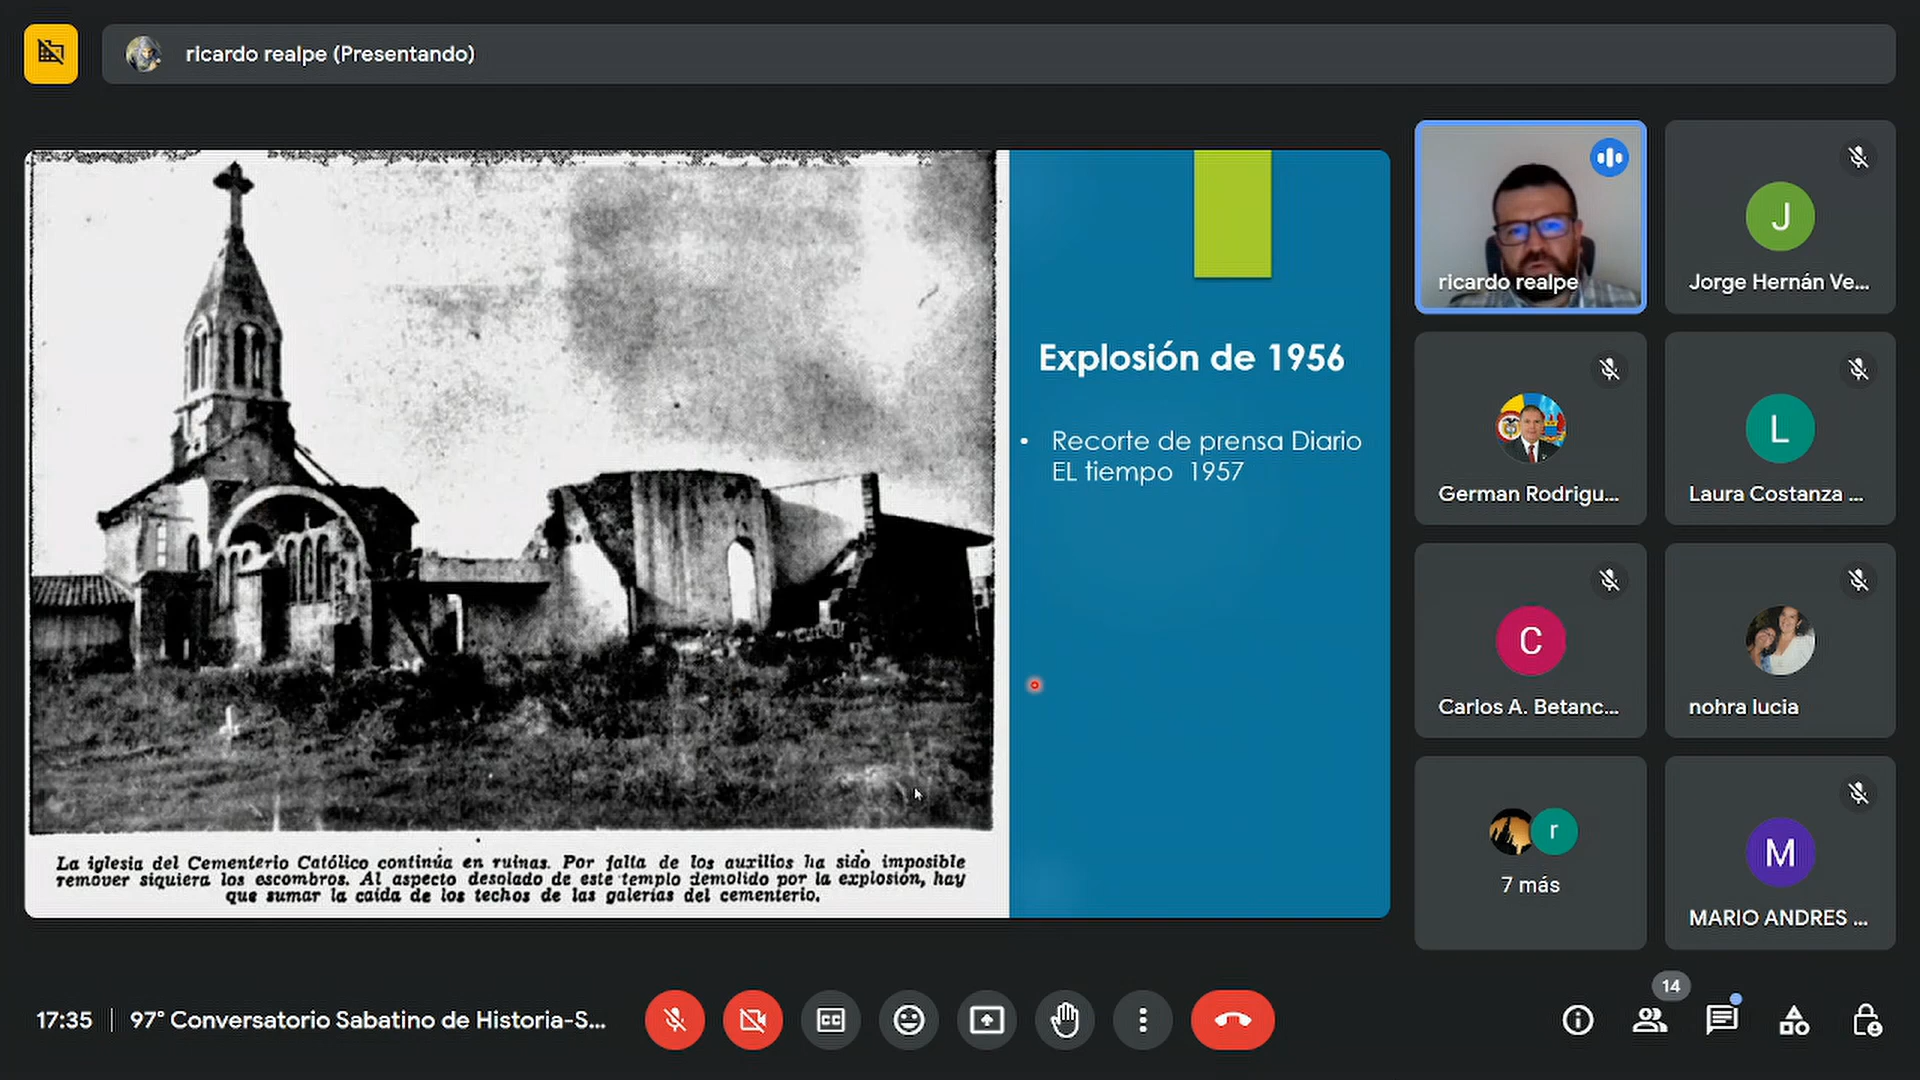 ricardo realpe (Presentando)
Explosión de 1956
• Recorte de prensa Diario
EL tiempo 1957
La iglesia del Cementerio Católico continúa en ruinas. Por falta de los auxilios ha sido imposible
remover siquiera los escombros. Al aspecto desolado de este templo demolido por la explosión, hay
que sumar la caída de los techos de las galerías del cementerio.
ricardo realpe
J
Jorge Hernán Ve...
German Rodrigu...
L
Laura Costanza ...
C
Carlos A. Betanc...
nohra lucia
r
7 más
M
MARIO ANDRES ...
17:35
97° Conversatorio Sabatino de Historia-S...
CC
14